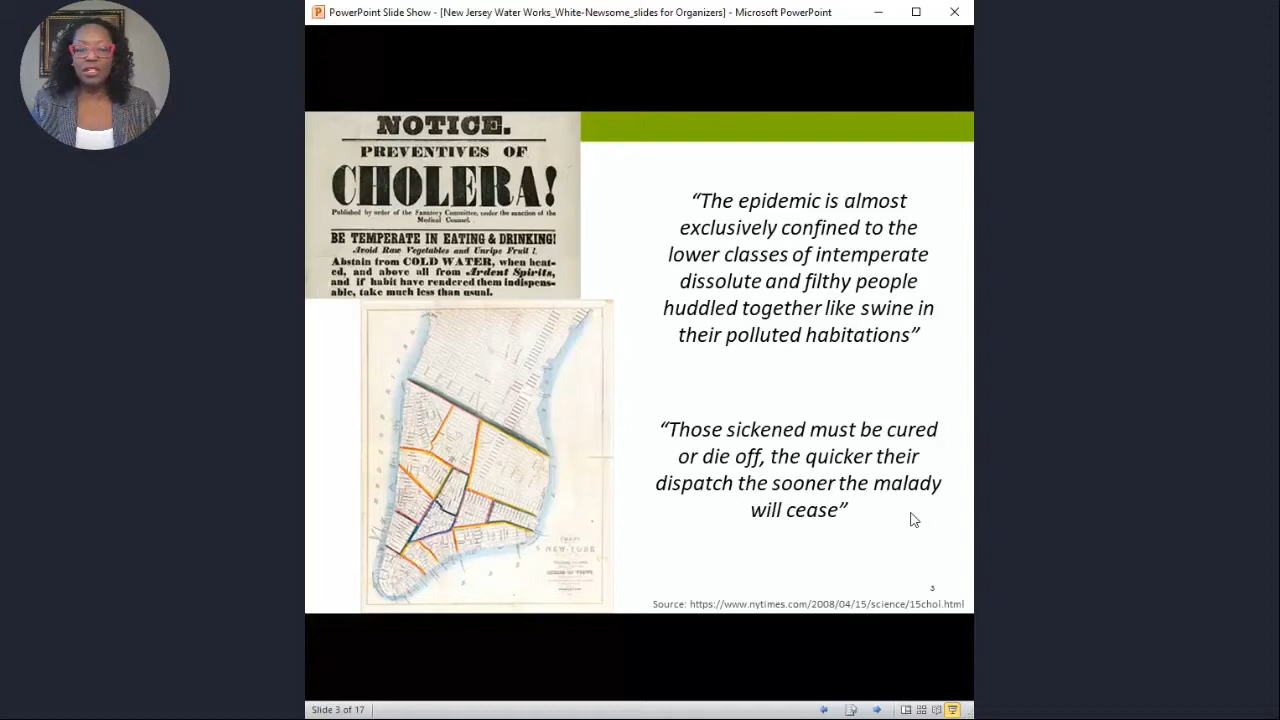 PowerPoint Slide Show - [New Jersey Water Works_White-Newsome_slides for Organizers] - Microsoft PowerPoint
NOTICE.
PREVENTIVES OF
CHOLERA!
Published by order of the Sanatory Committee, under the sanction of the
Medical Counsel.
BE TEMPERATE IN EATING & DRINKING!
Avoid Raw Vegetables and Unripe Fruit!
Abstain from COLD WATER, when heat-
ed, and above all from Ardent Spirits,
and if habit have rendered them indispens-
able, take much less than usual.
“The epidemic is almost
exclusively confined to the
lower classes of intemperate
dissolute and filthy people
huddled together like swine in
their polluted habitations”
“Those sickened must be cured
or die off, the quicker their
dispatch the sooner the malady
will cease”
NEW-YORK
3
Source: https://www.nytimes.com/2008/04/15/science/15chol.html
Slide 3 of 17